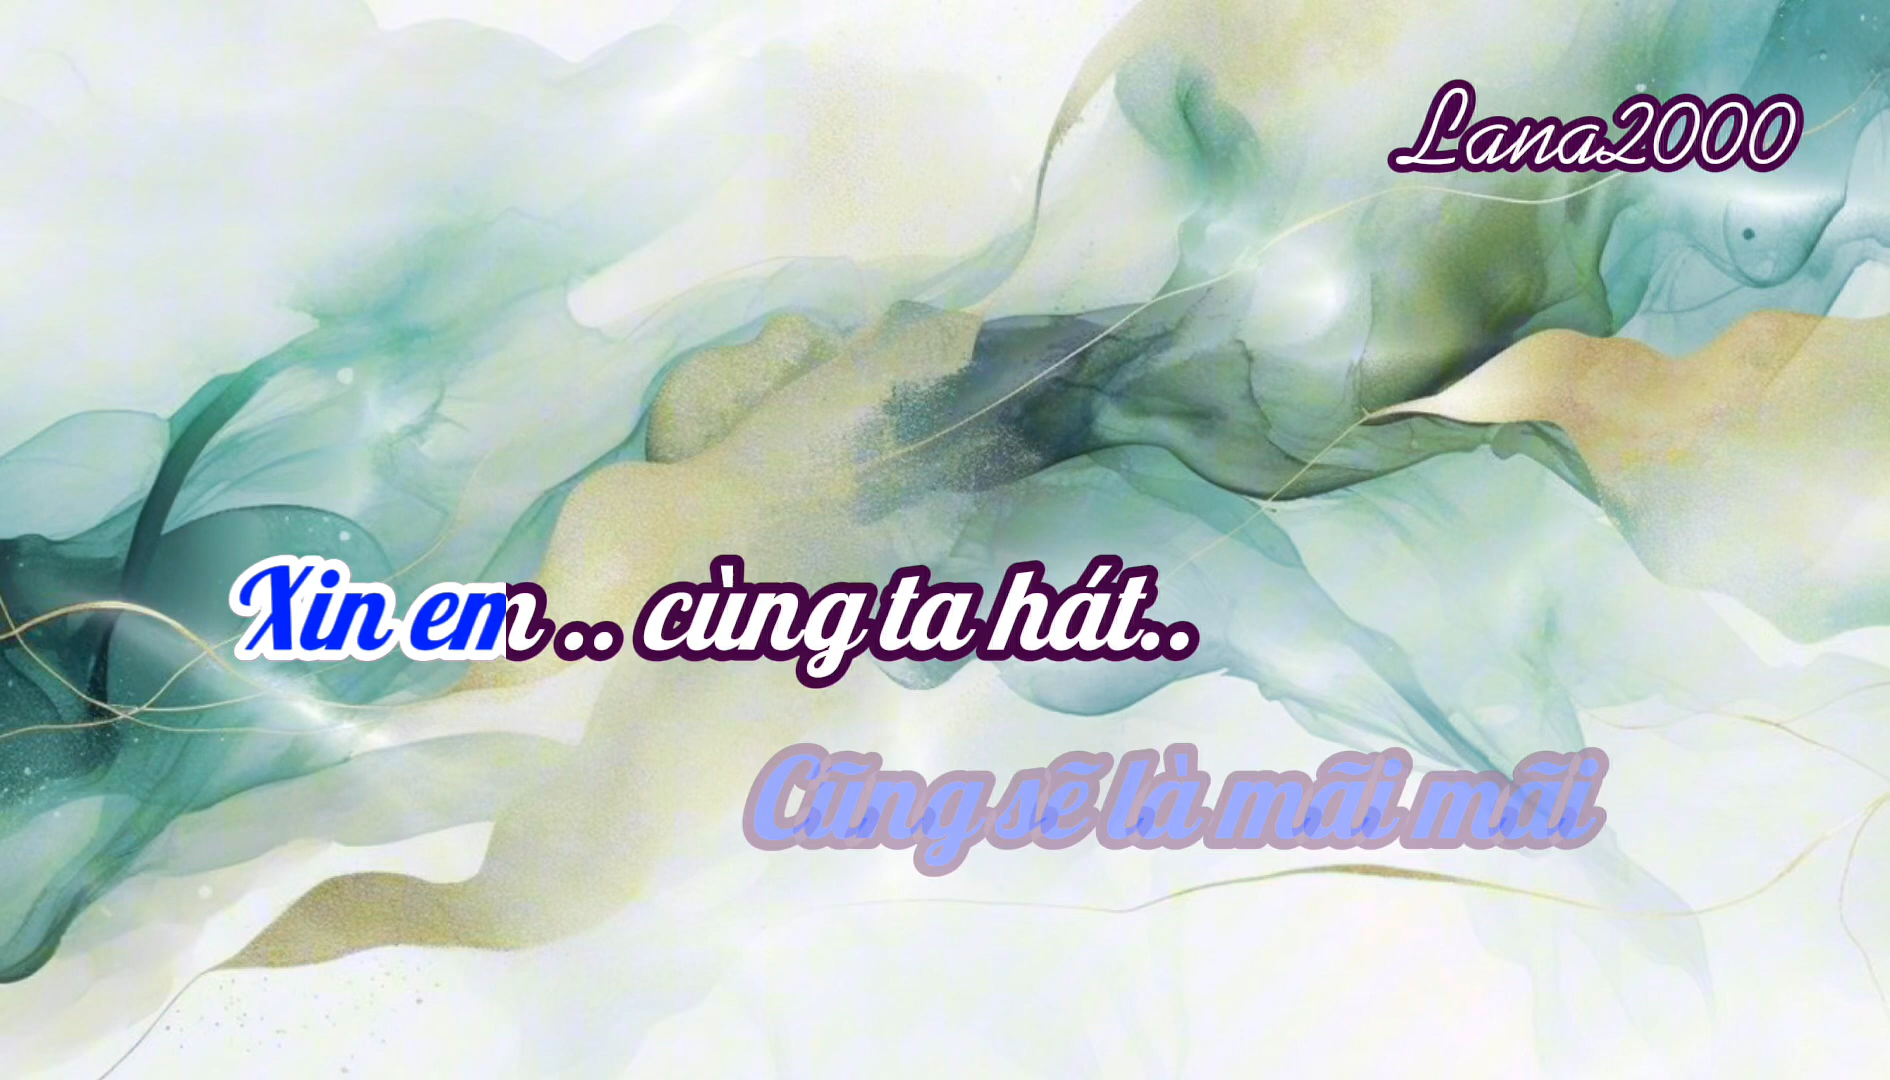 Lana2000
Xin em .. cùng ta hát..
Cũng sẽ là mãi mãi